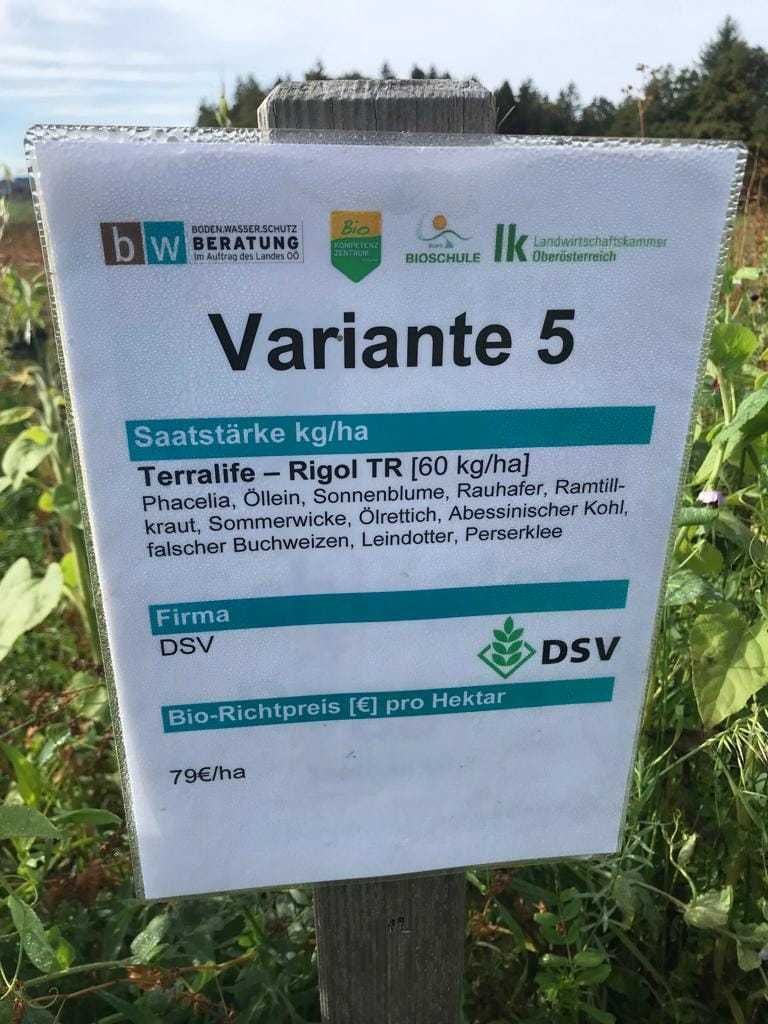 bw BODEN.WASSER.SCHUTZ
BERATUNG
Im Auftrag des Landes OÖ
Bio
KOMPETENZ
ZENTRUM
BIOSCHULE
lk Landwirtschaftskammer
Oberösterreich
Variante 5
Saatstärke kg/ha
Terralife – Rigol TR [60 kg/ha]
Phacelia, Öllein, Sonnenblume, Rauhafer, Ramtill-
kraut, Sommerwicke, Ölrettich, Abessinischer Kohl,
falscher Buchweizen, Leindotter, Perserklee
Firma
DSV
DSV
Bio-Richtpreis [€] pro Hektar
79€/ha